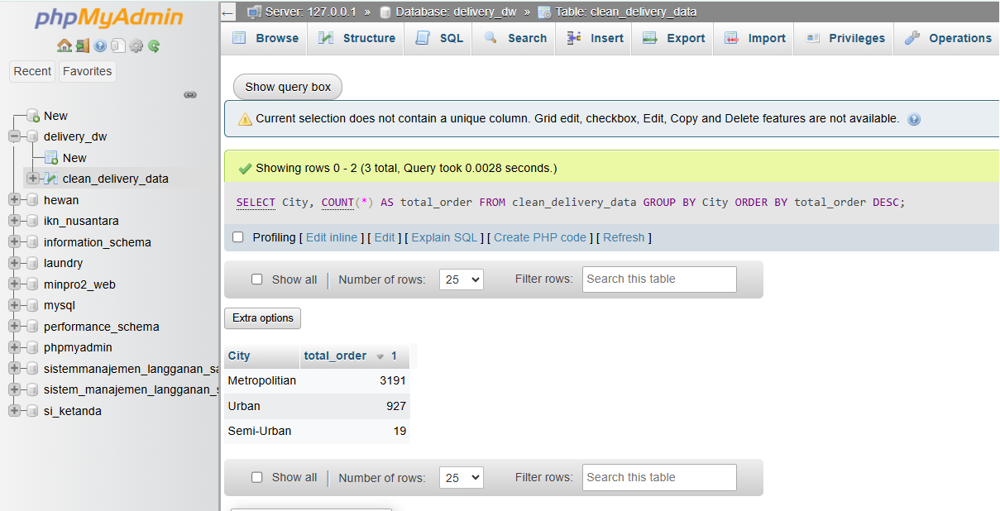 phpMyAdmin
Recent Favorites
New
delivery_dw
New
clean_delivery_data
hewan
ikn_nusantara
information_schema
laundry
minpro2_web
mysql
performance_schema
phpmyadmin
sistemmanajemen_langganan_sa
sistem_manajemen_langganan_s
si_ketanda
Server: 127.0.0.1 » Database: delivery_dw » Table: clean_delivery_data
Browse Structure SQL Search Insert Export Import Privileges Operations
Show query box
Current selection does not contain a unique column. Grid edit, checkbox, Edit, Copy and Delete features are not available.
Showing rows 0 - 2 (3 total, Query took 0.0028 seconds.)
SELECT City, COUNT(*) AS total_order FROM clean_delivery_data GROUP BY City ORDER BY total_order DESC;
Profiling [ Edit inline ] [ Edit ] [ Explain SQL ] [ Create PHP code ] [ Refresh ]
Show all | Number of rows: 25 Filter rows: Search this table
Extra options
City total_order 1
Metropolitian 3191
Urban 927
Semi-Urban 19
Show all | Number of rows: 25 Filter rows: Search this table